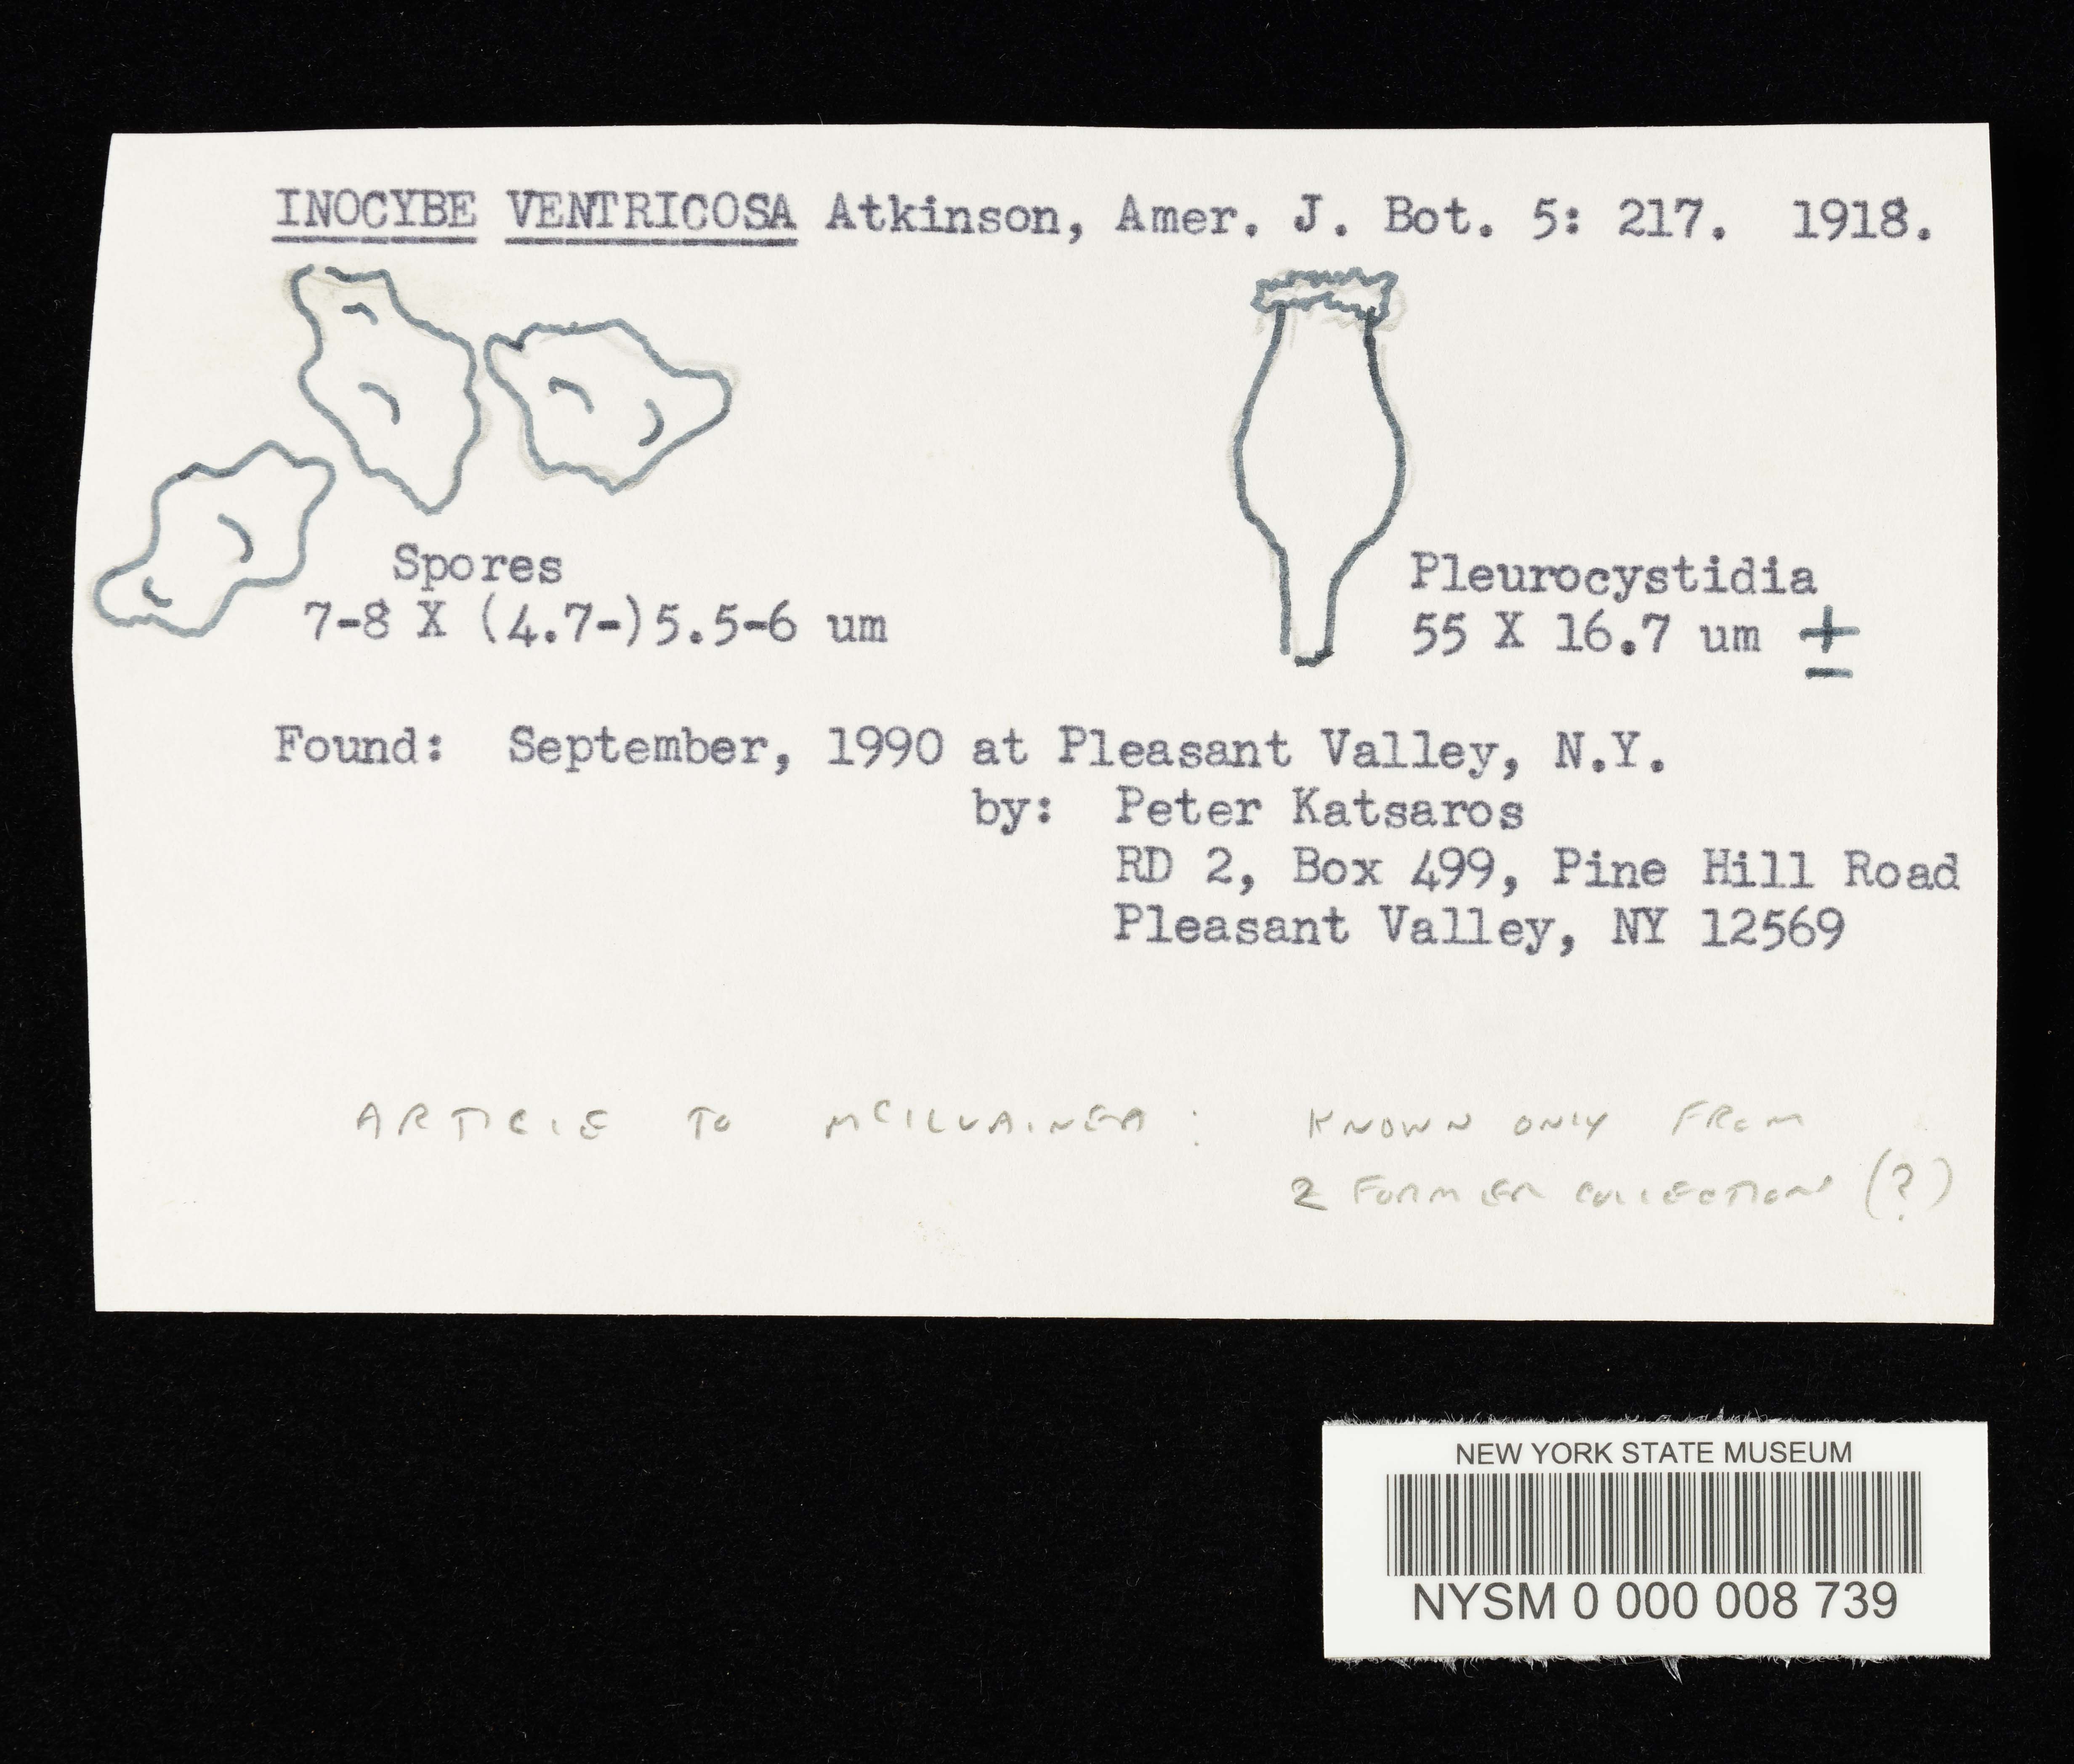 INOCYBE VENTRICOSA Atkinson, Amer. J. Bot. 5: 217. 1918.
Spores
7-8 X (4.7-)5.5-6 um
Pleurocystidia
55 X 16.7 um ±
Found: September, 1990 at Pleasant Valley, N.Y.
by: Peter Katsaros
RD 2, Box 499, Pine Hill Road
Pleasant Valley, NY 12569
ARTICLE TO MCILVAINEA: KNOWN ONLY FROM
2 FORMER COLLECTIONS (?)
NEW YORK STATE MUSEUM
NYSM 0 000 008 739